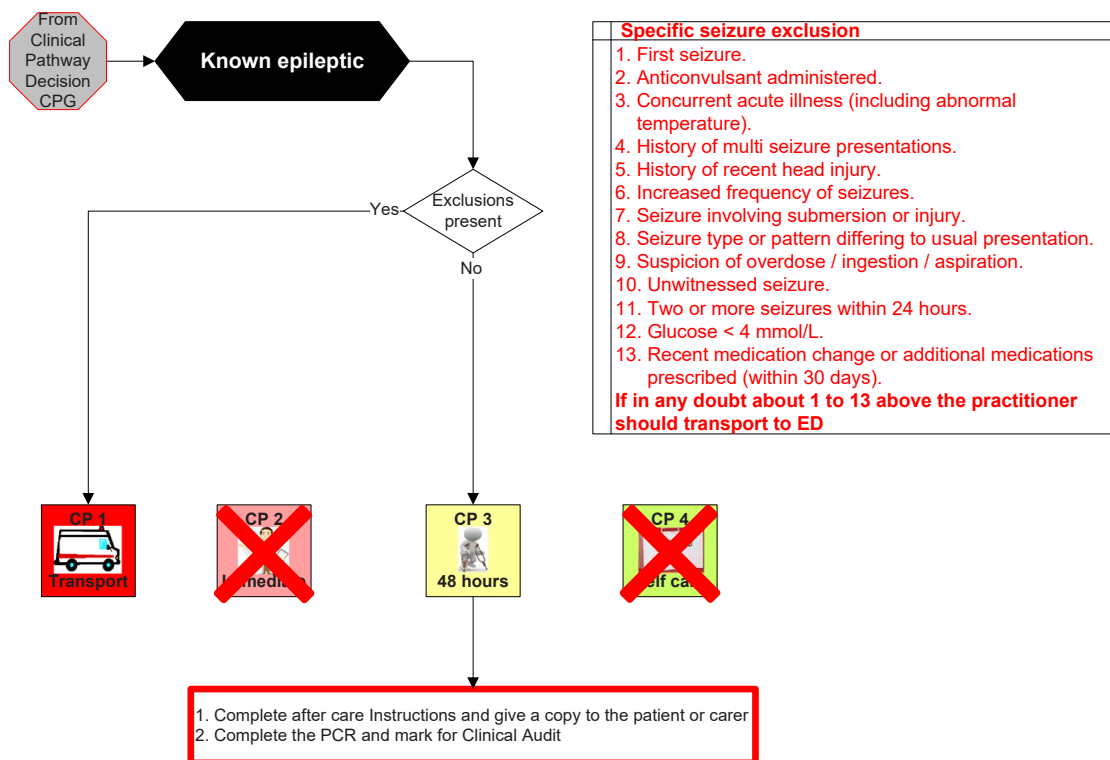 From
Clinical
Pathway
Decision
CPG
Known epileptic
Specific seizure exclusion
1. First seizure.
2. Anticonvulsant administered.
3. Concurrent acute illness (including abnormal
temperature).
4. History of multi seizure presentations.
5. History of recent head injury.
6. Increased frequency of seizures.
7. Seizure involving submersion or injury.
8. Seizure type or pattern differing to usual presentation.
9. Suspicion of overdose / ingestion / aspiration.
10. Unwitnessed seizure.
11. Two or more seizures within 24 hours.
12. Glucose < 4 mmol/L.
13. Recent medication change or additional medications
prescribed (within 30 days).
If in any doubt about 1 to 13 above the practitioner
should transport to ED
Exclusions
present
Yes
No
CP 1
Transport
CP 2
CP 3
48 hours
CP 4
1. Complete after care Instructions and give a copy to the patient or carer
2. Complete the PCR and mark for Clinical Audit